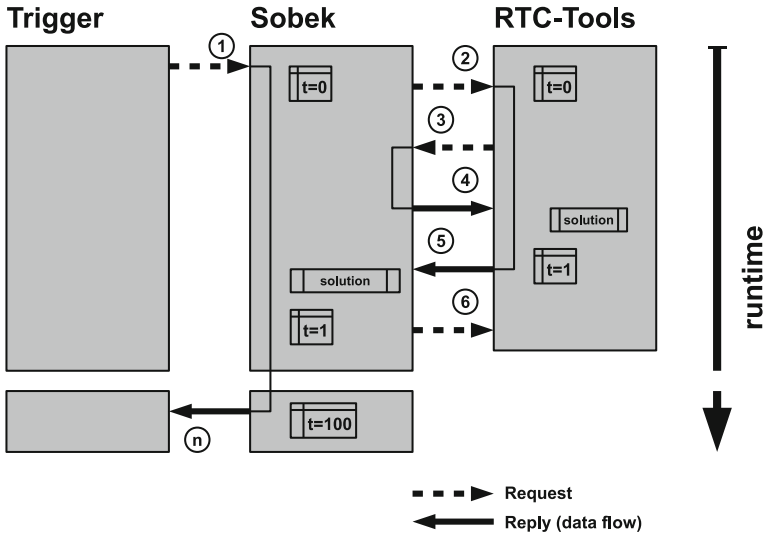 Trigger Sobek RTC-Tools
1
t=0
2
t=0
3
4
solution
5
solution
t=1
t=1
6
runtime
t=100
n
Request
Reply (data flow)